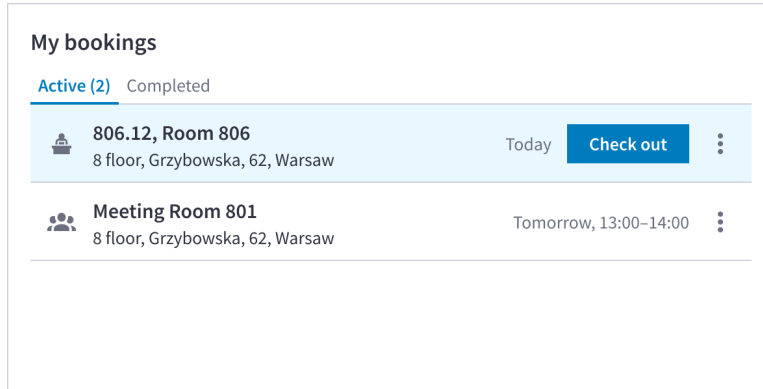 My bookings
Active (2) Completed
806.12, Room 806
8 floor, Grzybowska, 62, Warsaw
Today Check out
Meeting Room 801
8 floor, Grzybowska, 62, Warsaw
Tomorrow, 13:00–14:00